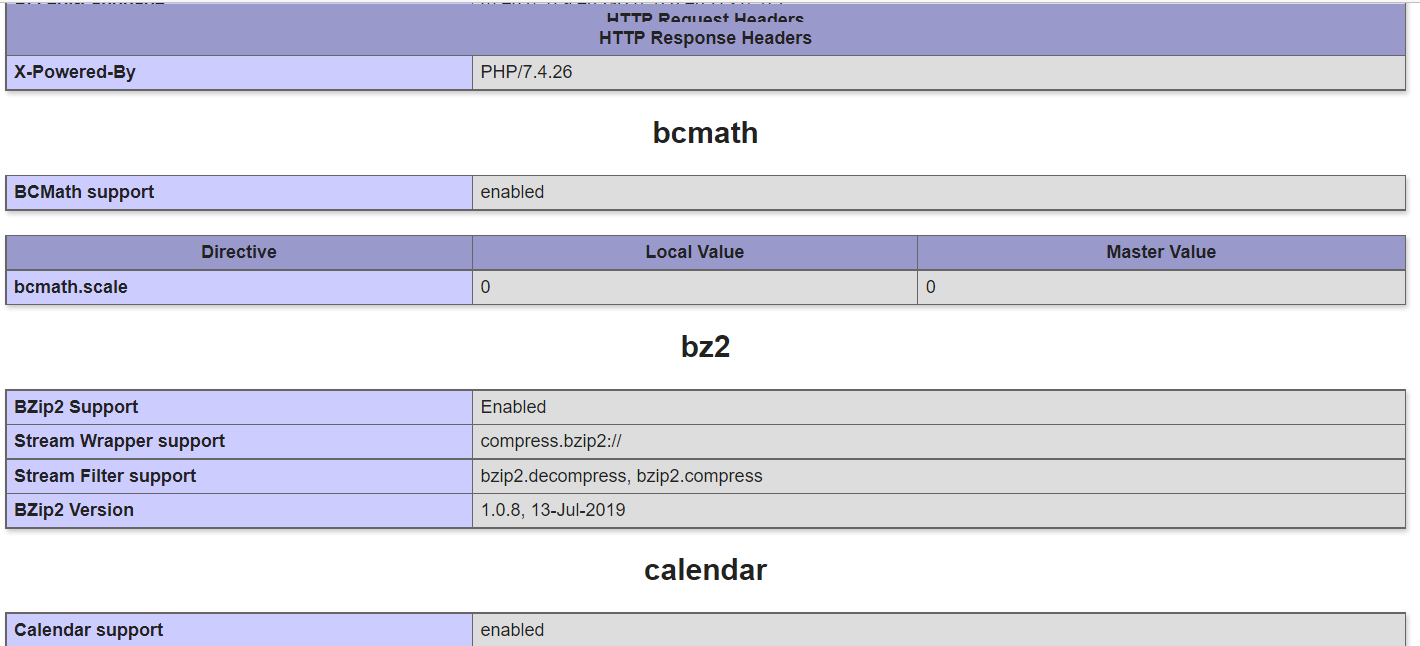 HTTP Request Headers
HTTP Response Headers
X-Powered-By PHP/7.4.26
bcmath
BCMath support enabled
Directive Local Value Master Value
bcmath.scale 0 0
bz2
BZip2 Support Enabled
Stream Wrapper support compress.bzip2://
Stream Filter support bzip2.decompress, bzip2.compress
BZip2 Version 1.0.8, 13-Jul-2019
calendar
Calendar support enabled